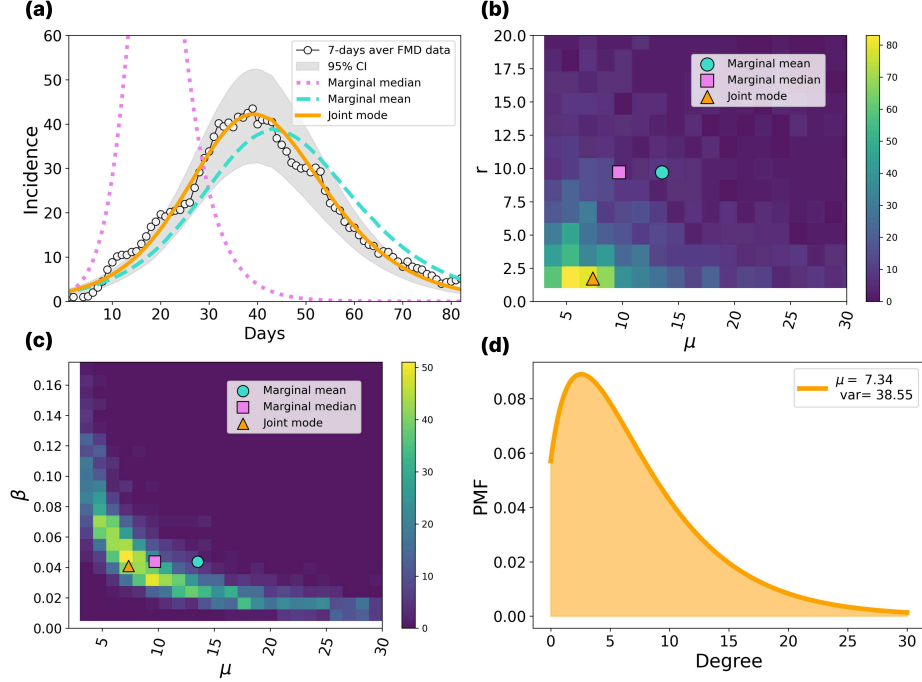 (a)
60
50
40
30
20
10
0
Incidence
10 20 30 40 50 60 70 80
Days
7-days aver FMD data
95% CI
Marginal median
Marginal mean
Joint mode
(b)
20.0
17.5
15.0
12.5
10.0
7.5
5.0
2.5
0.0
r
5 10 15 20 25 30
μ
Marginal mean
Marginal median
Joint mode
80
70
60
50
40
30
20
10
0
(c)
0.16
0.14
0.12
0.10
0.08
0.06
0.04
0.02
0.00
β
5 10 15 20 25 30
μ
Marginal mean
Marginal median
Joint mode
50
40
30
20
10
0
(d)
0.08
0.06
0.04
0.02
0.00
PMF
0 5 10 15 20 25 30
Degree
μ = 7.34
var= 38.55